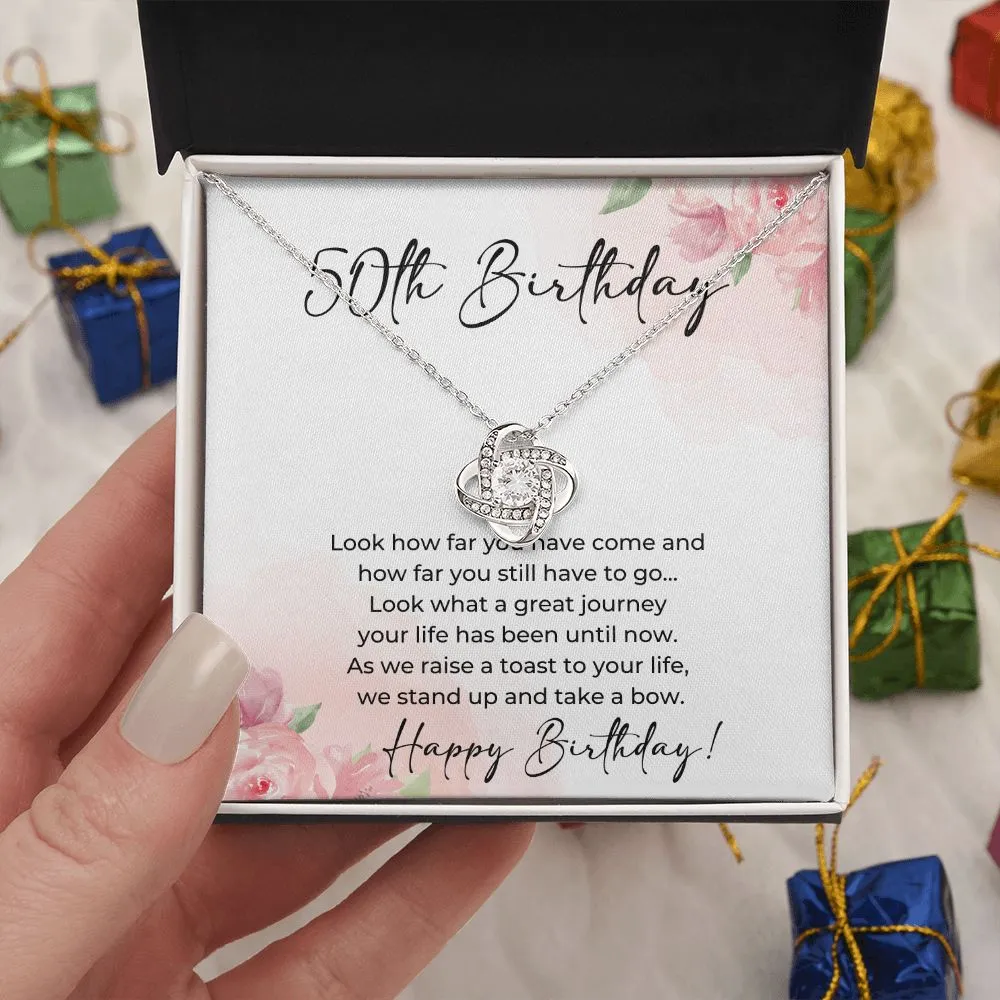 50th Birthday
Look how far you have come and
how far you still have to go...
Look what a great journey
your life has been until now.
As we raise a toast to your life,
we stand up and take a bow.
Happy Birthday!